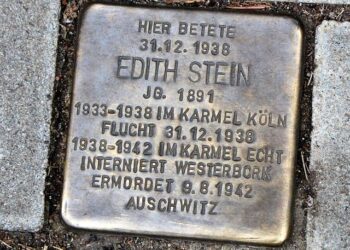 HIER BETETE
31.12.1938
EDITH STEIN
JG. 1891
1933-1938 IM KARMEL KÖLN
FLUCHT 31.12.1938
1938-1942 IM KARMEL ECHT
INTERNIERT WESTERBORK
ERMORDET 9.8.1942
AUSCHWITZ